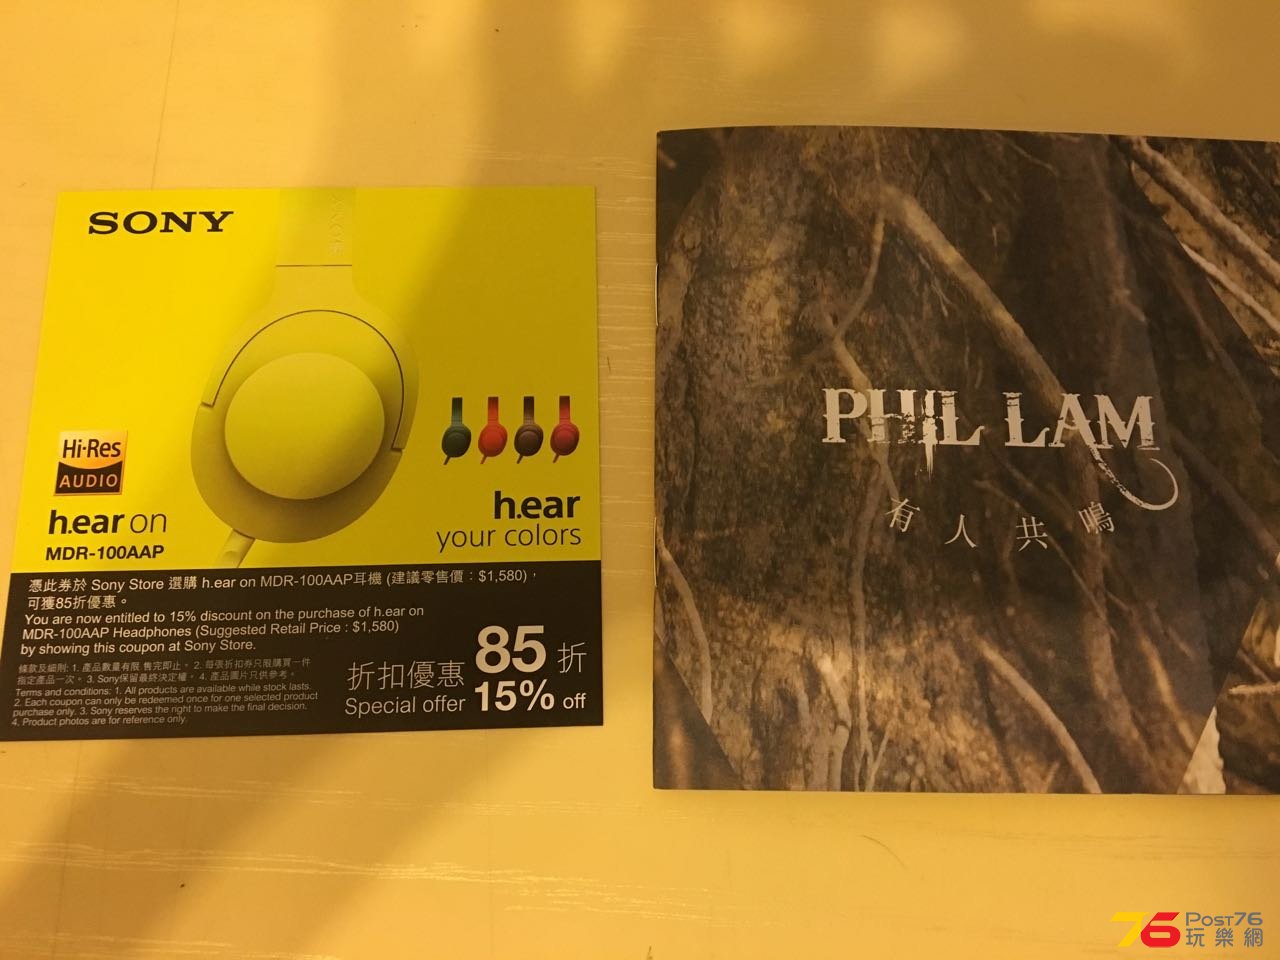 SONY
SONY
Hi-Res
AUDIO
h.ear on
MDR-100AAP
h.ear
your colors
憑此券於 Sony Store 選購 h.ear on MDR-100AAP耳機 (建議零售價：$1,580)，
可獲85折優惠。
You are now entitled to 15% discount on the purchase of h.ear on
MDR-100AAP Headphones (Suggested Retail Price : $1,580)
by showing this coupon at Sony Store.
條款及細則: 1. 產品數量有限 售完即止。 2. 每張折扣券只限購買一件
指定產品一次。 3. Sony保留最終決定權。 4. 產品圖片只供參考。
Terms and conditions: 1. All products are available while stock lasts.
2. Each coupon can only be redeemed once for one selected product
purchase only. 3. Sony reserves the right to make the final decision.
4. Product photos are for reference only.
折扣優惠 85 折
Special offer 15% off
PHIL LAM
有人共鳴
76 POST76
玩樂網